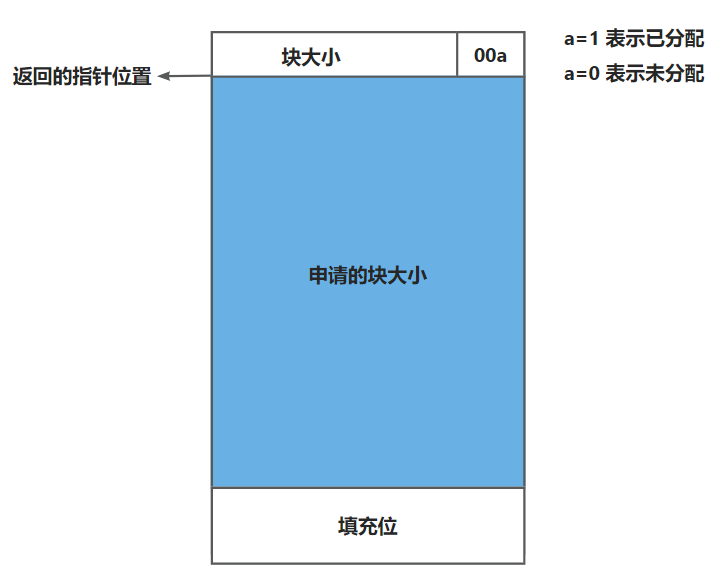 块大小
00a
a=1 表示已分配
a=0 表示未分配
返回的指针位置
申请的块大小
填充位